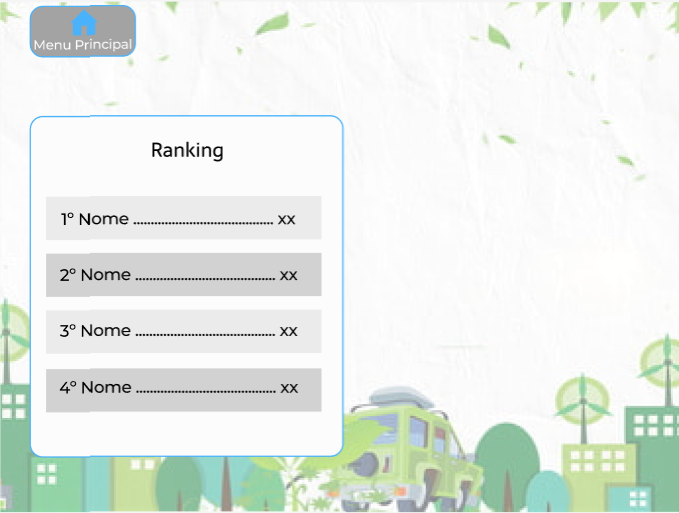 Menu Principal
Ranking
1º Nome ........................................ xx
2º Nome ........................................ xx
3º Nome ........................................ xx
4º Nome ........................................ xx